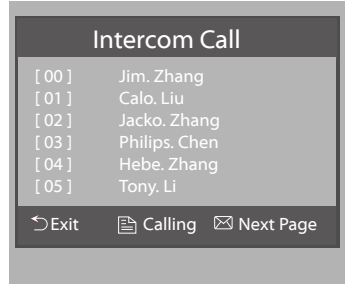 Intercom Call
[ 00 ] Jim. Zhang
[ 01 ] Calo. Liu
[ 02 ] Jacko. Zhang
[ 03 ] Philips. Chen
[ 04 ] Hebe. Zhang
[ 05 ] Tony. Li
Exit Calling Next Page